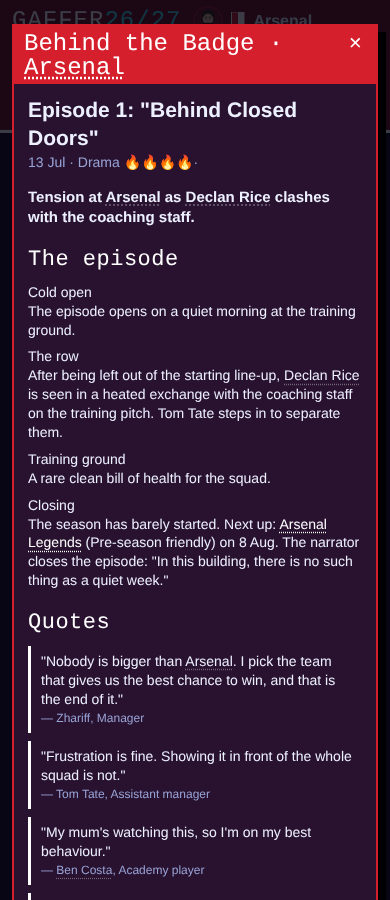 GAFFER26/27 Arsenal
Behind the Badge ·
Arsenal
×
Episode 1: "Behind Closed
Doors"
13 Jul · Drama 🔥🔥🔥🔥·
Tension at Arsenal as Declan Rice clashes
with the coaching staff.
The episode
Cold open
The episode opens on a quiet morning at the training
ground.
The row
After being left out of the starting line-up, Declan Rice
is seen in a heated exchange with the coaching staff
on the training pitch. Tom Tate steps in to separate
them.
Training ground
A rare clean bill of health for the squad.
Closing
The season has barely started. Next up: Arsenal
Legends (Pre-season friendly) on 8 Aug. The narrator
closes the episode: "In this building, there is no such
thing as a quiet week."
Quotes
"Nobody is bigger than Arsenal. I pick the team
that gives us the best chance to win, and that is
the end of it."
— Zhariff, Manager
"Frustration is fine. Showing it in front of the whole
squad is not."
— Tom Tate, Assistant manager
"My mum's watching this, so I'm on my best
behaviour."
— Ben Costa, Academy player